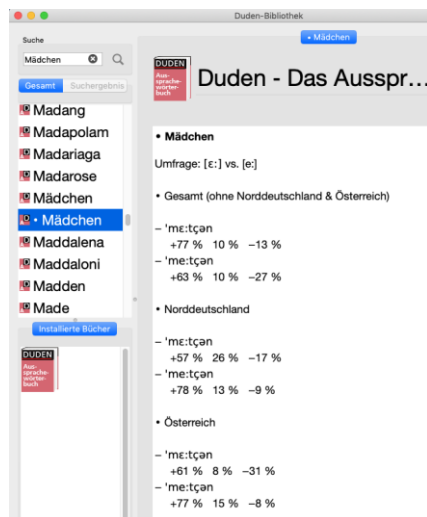 Duden-Bibliothek
Suche
Mädchen
Gesamt Suchergebnis
Madang
Madapolam
Madariaga
Madarose
Mädchen
• Mädchen
Maddalena
Maddaloni
Madden
Made
Installierte Bücher
DUDEN
Aus-
sprache-
wörter-
buch
• Mädchen
DUDEN
Aus-
sprache-
wörter-
buch
Duden - Das Ausspr...
• Mädchen
Umfrage: [ɛː] vs. [eː]
• Gesamt (ohne Norddeutschland & Österreich)
– ˈmɛːtçən
+77 % 10 % –13 %
– ˈmeːtçən
+63 % 10 % –27 %
• Norddeutschland
– ˈmɛːtçən
+57 % 26 % –17 %
– ˈmeːtçən
+78 % 13 % –9 %
• Österreich
– ˈmɛːtçən
+61 % 8 % –31 %
– ˈmeːtçən
+77 % 15 % –8 %